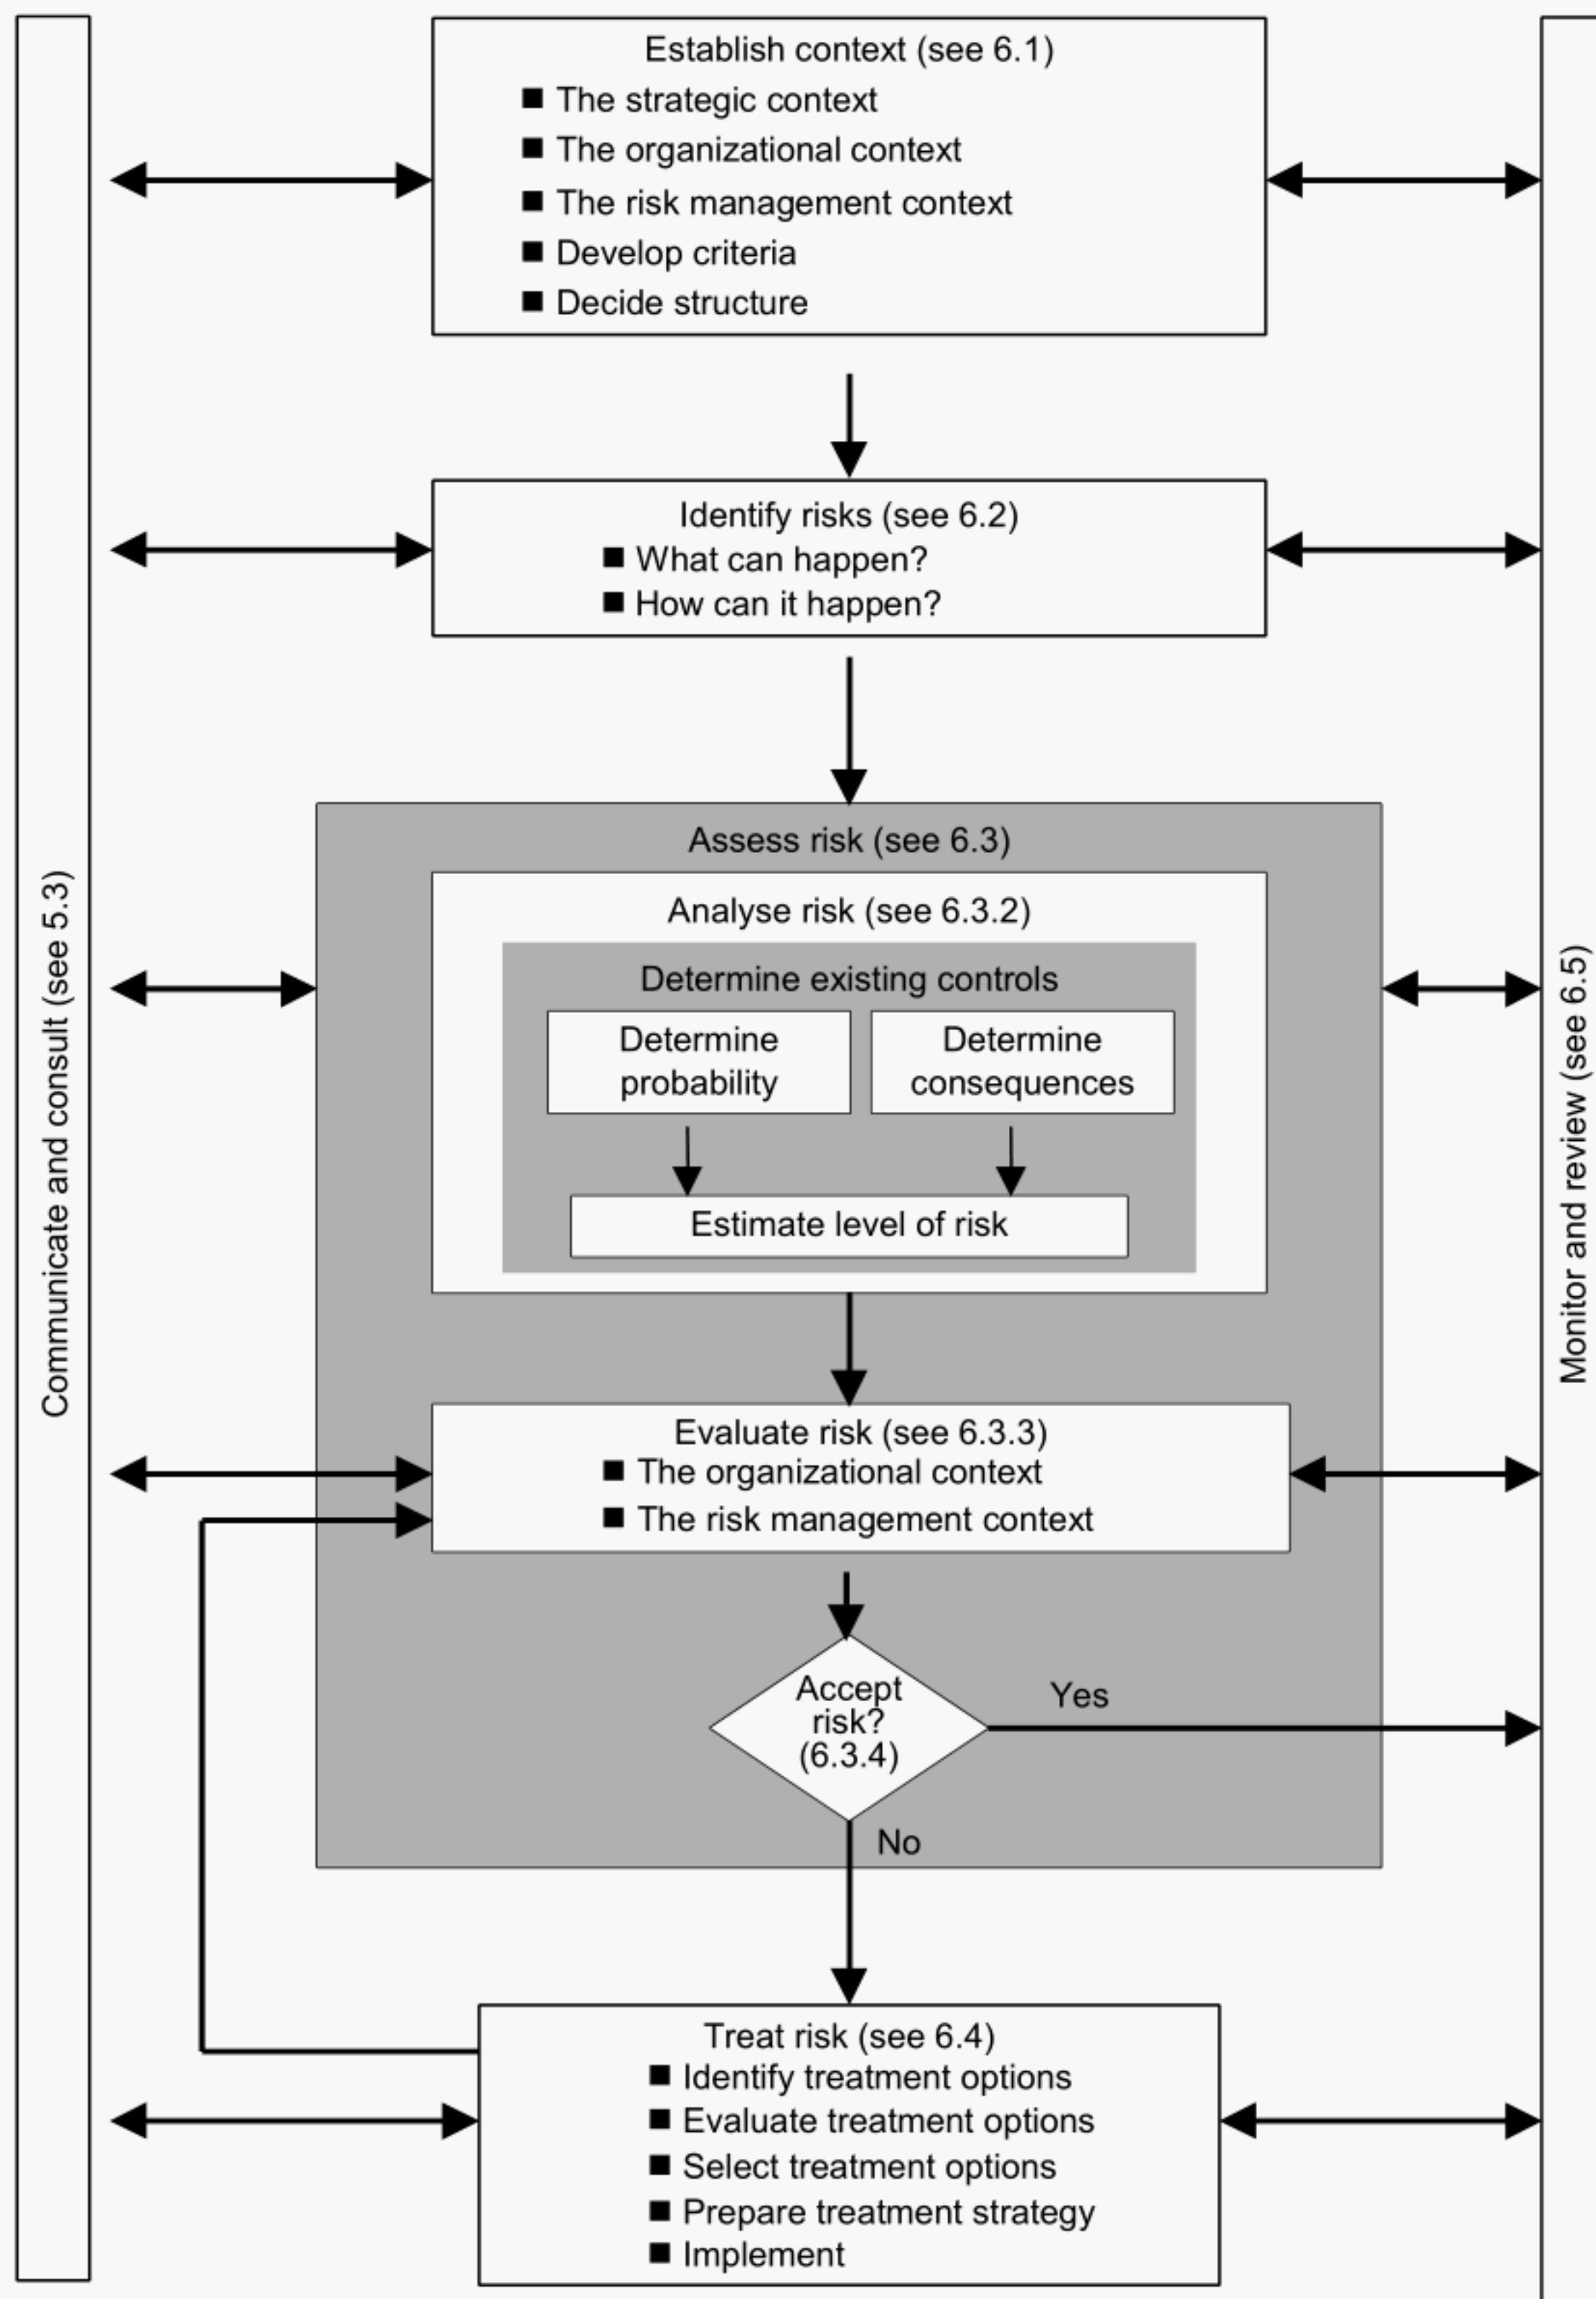 Establish context (see 6.1)
■ The strategic context
■ The organizational context
■ The risk management context
■ Develop criteria
■ Decide structure
Identify risks (see 6.2)
■ What can happen?
■ How can it happen?
Assess risk (see 6.3)
Analyse risk (see 6.3.2)
Determine existing controls
Determine
probability
Determine
consequences
Estimate level of risk
Evaluate risk (see 6.3.3)
■ The organizational context
■ The risk management context
Accept
risk?
(6.3.4)
Yes
No
Treat risk (see 6.4)
■ Identify treatment options
■ Evaluate treatment options
■ Select treatment options
■ Prepare treatment strategy
■ Implement
Communicate and consult (see 5.3)
Monitor and review (see 6.5)